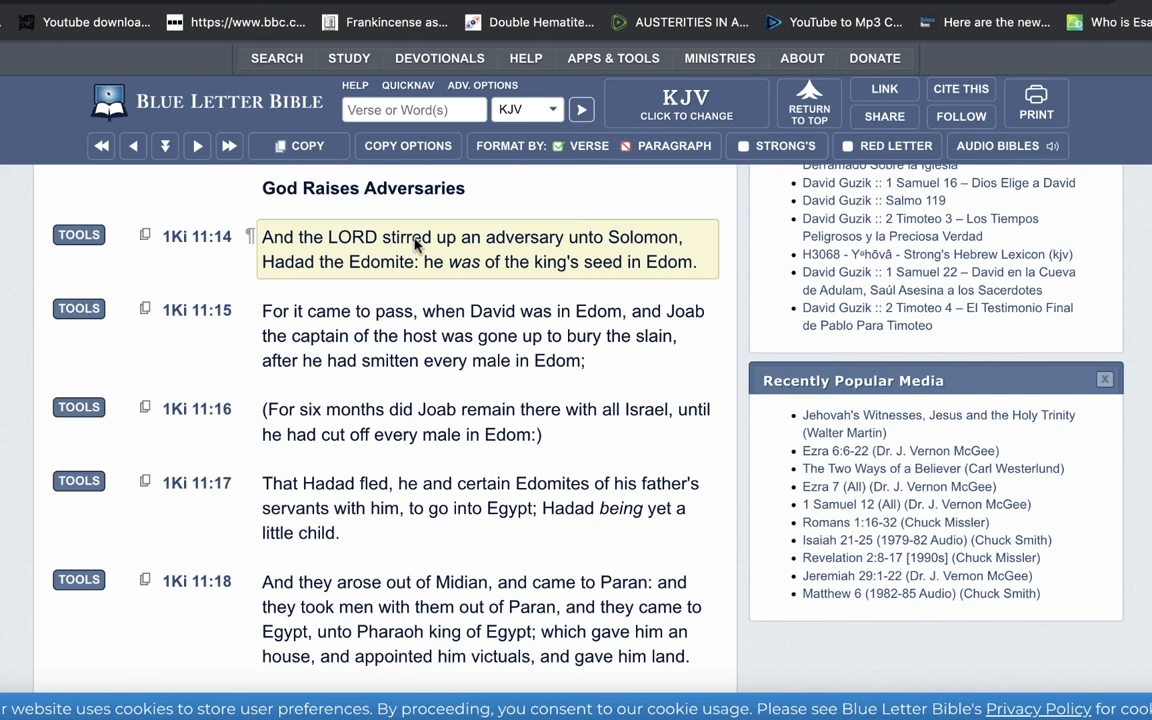 Youtube downloa...
https://www.bbc.c...
Frankincense as...
Double Hematite...
AUSTERITIES IN A...
YouTube to Mp3 C...
Here are the new...
Who is Esa
SEARCH STUDY DEVOTIONALS HELP APPS & TOOLS MINISTRIES ABOUT DONATE
BLUE LETTER BIBLE
HELP QUICKNAV ADV. OPTIONS
Verse or Word(s) KJV
KJV
CLICK TO CHANGE
RETURN
TO TOP
LINK CITE THIS
SHARE FOLLOW
PRINT
COPY COPY OPTIONS FORMAT BY: VERSE PARAGRAPH STRONG'S RED LETTER AUDIO BIBLES
God Raises Adversaries
TOOLS 1Ki 11:14 ¶ And the LORD stirred up an adversary unto Solomon,
Hadad the Edomite: he was of the king's seed in Edom.
TOOLS 1Ki 11:15 For it came to pass, when David was in Edom, and Joab
the captain of the host was gone up to bury the slain,
after he had smitten every male in Edom;
TOOLS 1Ki 11:16 (For six months did Joab remain there with all Israel, until
he had cut off every male in Edom:)
TOOLS 1Ki 11:17 That Hadad fled, he and certain Edomites of his father's
servants with him, to go into Egypt; Hadad being yet a
little child.
TOOLS 1Ki 11:18 And they arose out of Midian, and came to Paran: and
they took men with them out of Paran, and they came to
Egypt, unto Pharaoh king of Egypt; which gave him an
house, and appointed him victuals, and gave him land.
Derramado Sobre la Iglesia
David Guzik :: 1 Samuel 16 – Dios Elige a David
David Guzik :: Salmo 119
David Guzik :: 2 Timoteo 3 – Los Tiempos
Peligrosos y la Preciosa Verdad
H3068 - Yᵊhōvâ - Strong's Hebrew Lexicon (kjv)
David Guzik :: 1 Samuel 22 – David en la Cueva
de Adulam, Saúl Asesina a los Sacerdotes
David Guzik :: 2 Timoteo 4 – El Testimonio Final
de Pablo Para Timoteo
Recently Popular Media X
Jehovah's Witnesses, Jesus and the Holy Trinity
(Walter Martin)
Ezra 6:6-22 (Dr. J. Vernon McGee)
The Two Ways of a Believer (Carl Westerlund)
Ezra 7 (All) (Dr. J. Vernon McGee)
1 Samuel 12 (All) (Dr. J. Vernon McGee)
Romans 1:16-32 (Chuck Missler)
Isaiah 21-25 (1979-82 Audio) (Chuck Smith)
Revelation 2:8-17 [1990s] (Chuck Missler)
Jeremiah 29:1-22 (Dr. J. Vernon McGee)
Matthew 6 (1982-85 Audio) (Chuck Smith)
r website uses cookies to store user preferences. By proceeding, you consent to our cookie usage. Please see Blue Letter Bible's Privacy Policy for cook